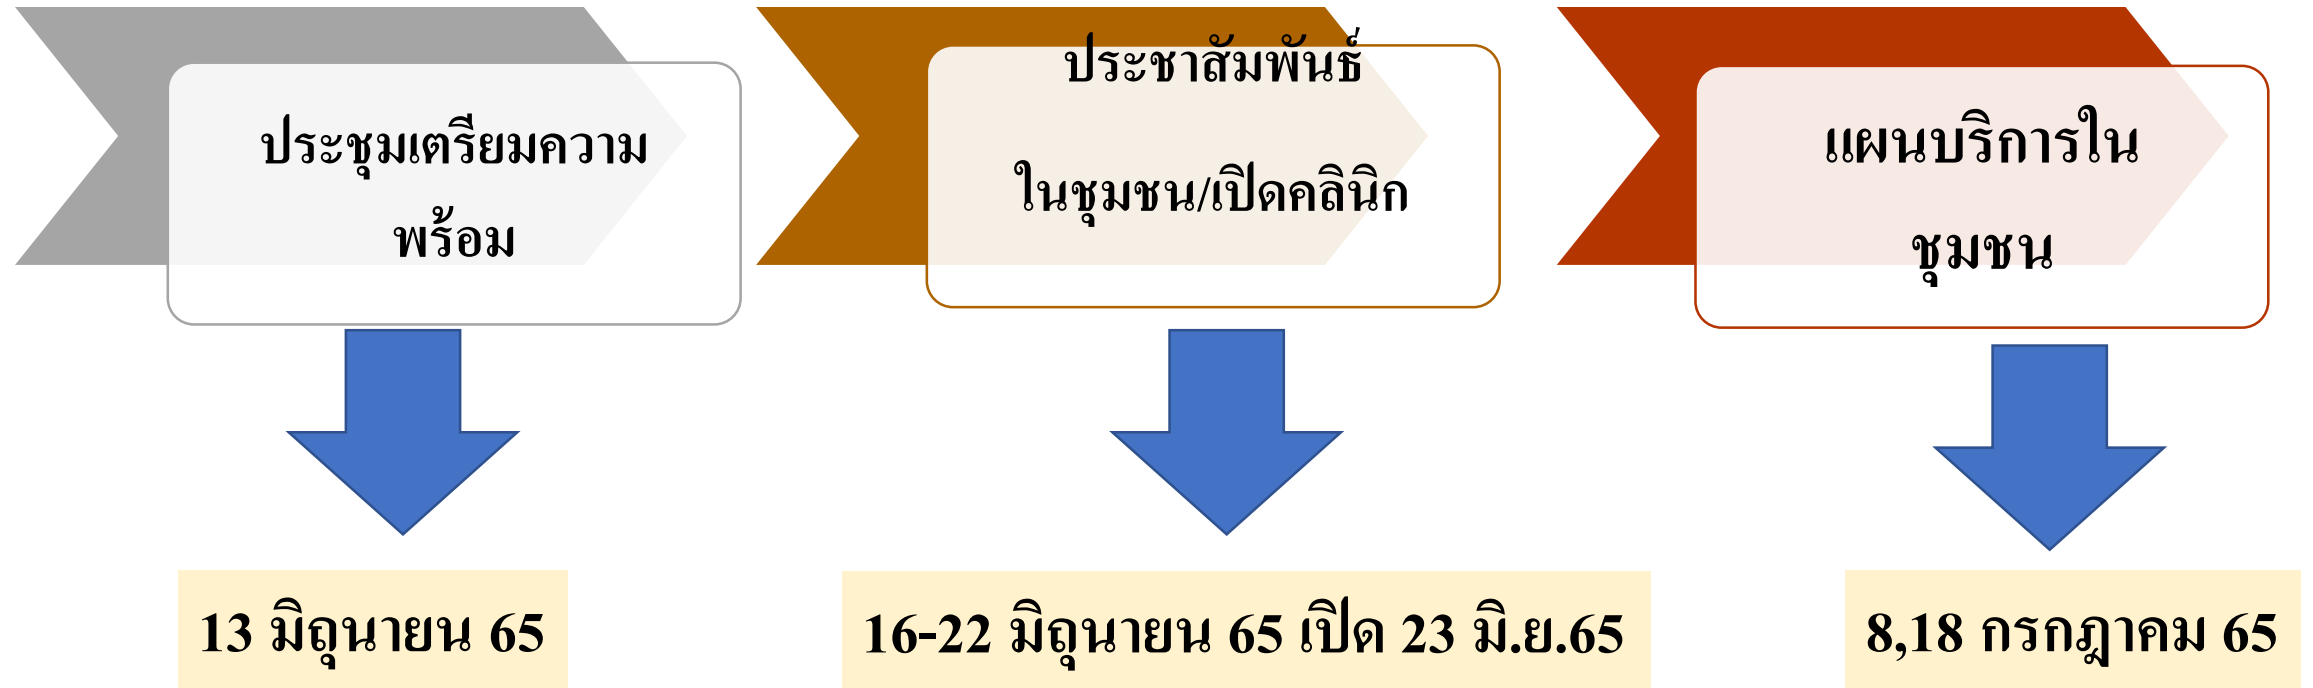 ประชุมเตรียมความ
พร้อม
ประชาสัมพันธ์
ในชุมชน/เปิดคลินิก
แผนบริการใน
ชุมชน
13 มิถุนายน 65
16-22 มิถุนายน 65 เปิด 23 มิ.ย.65
8,18 กรกฎาคม 65